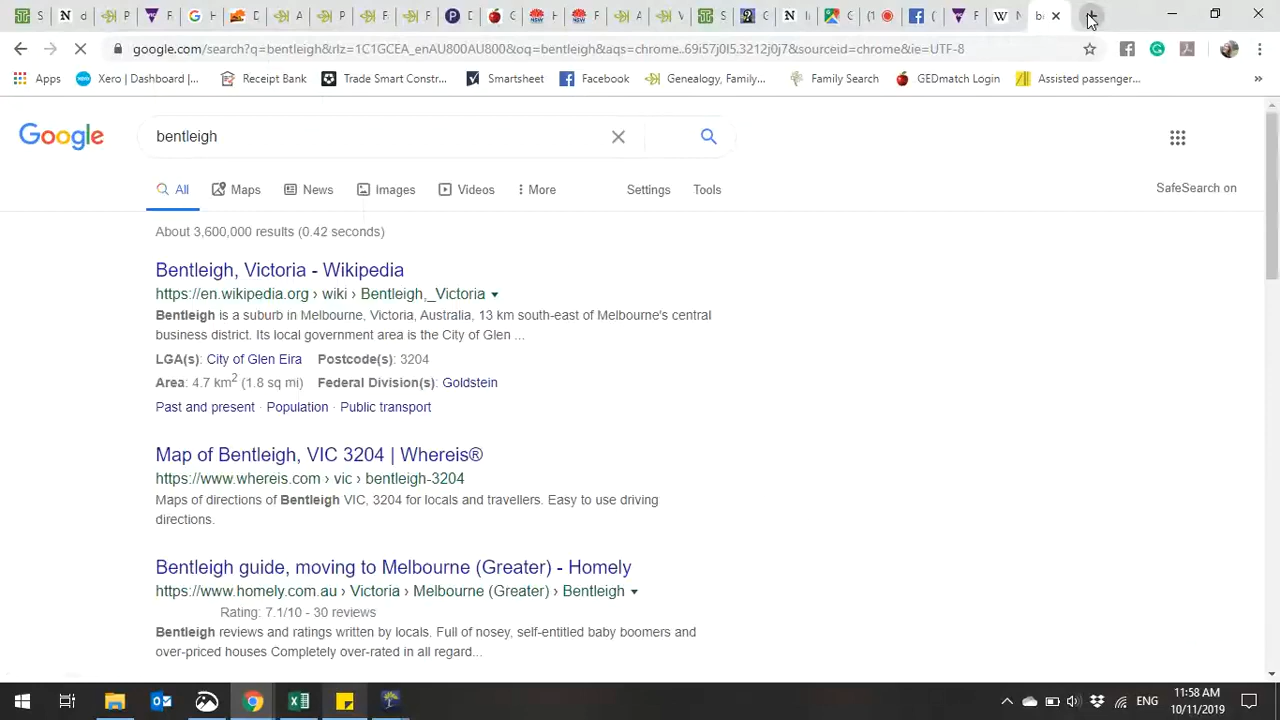 google.com/search?q=bentleigh&rlz=1C1GCEA_enAU800AU800&oq=bentleigh&aqs=chrome..69i57j0l5.3212j0j7&sourceid=chrome&ie=UTF-8
Apps Xero | Dashboard |... Receipt Bank Trade Smart Constr... Smartsheet Facebook Genealogy, Family... Family Search GEDmatch Login Assisted passenger... »
Google bentleigh
All Maps News Images Videos More Settings Tools SafeSearch on
About 3,600,000 results (0.42 seconds)
Bentleigh, Victoria - Wikipedia
https://en.wikipedia.org › wiki › Bentleigh,_Victoria
Bentleigh is a suburb in Melbourne, Victoria, Australia, 13 km south-east of Melbourne's central
business district. Its local government area is the City of Glen ...
LGA(s): City of Glen Eira Postcode(s): 3204
Area: 4.7 km2 (1.8 sq mi) Federal Division(s): Goldstein
Past and present · Population · Public transport
Map of Bentleigh, VIC 3204 | Whereis®
https://www.whereis.com › vic › bentleigh-3204
Maps of directions of Bentleigh VIC, 3204 for locals and travellers. Easy to use driving
directions.
Bentleigh guide, moving to Melbourne (Greater) - Homely
https://www.homely.com.au › Victoria › Melbourne (Greater) › Bentleigh
Rating: 7.1/10 - 30 reviews
Bentleigh reviews and ratings written by locals. Full of nosey, self-entitled baby boomers and
over-priced houses Completely over-rated in all regard...
ENG
11:58 AM
10/11/2019